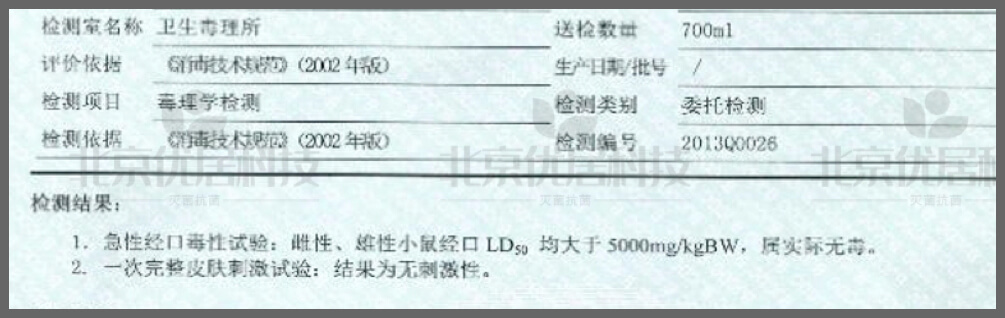 检测室名称 卫生毒理所 送检数量 700ml
评价依据 《消毒技术规范》（2002 年版） 生产日期/批号 /
检测项目 毒理学检测 检测类别 委托检测
检测依据 《消毒技术规范》（2002 年版） 检测编号 2013Q0026
北京优居科技 北京优居科技 北京优居科
灭菌抗菌 灭菌抗菌 灭菌抗菌
检测结果：
1. 急性经口毒性试验：雌性、雄性小鼠经口 LD₅₀ 均大于 5000mg/kgBW，属实际无毒。
2. 一次完整皮肤刺激试验：结果为无刺激性。